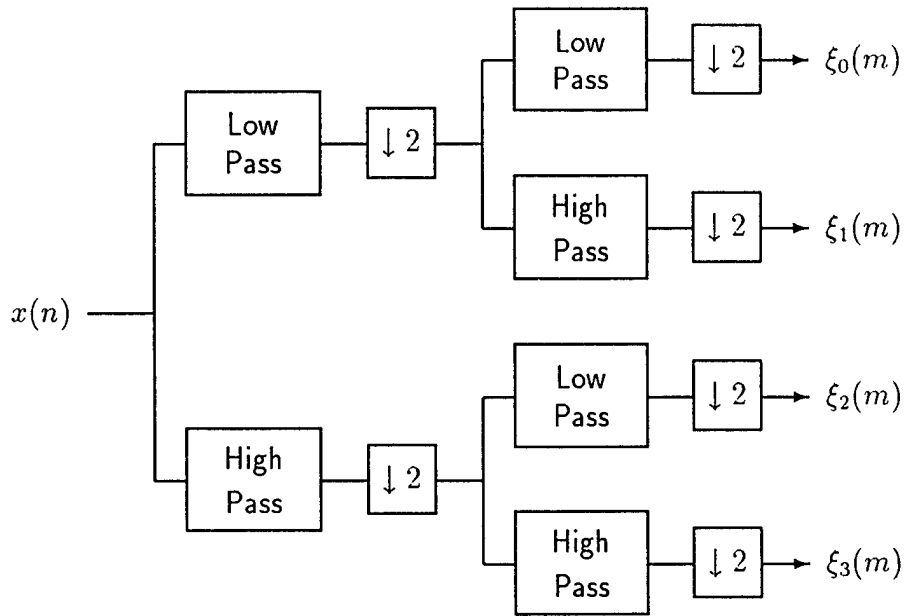 Low
Pass
↓ 2
ξ₀(m)
Low
Pass
↓ 2
High
Pass
↓ 2
ξ₁(m)
x(n)
Low
Pass
↓ 2
ξ₂(m)
High
Pass
↓ 2
High
Pass
↓ 2
ξ₃(m)